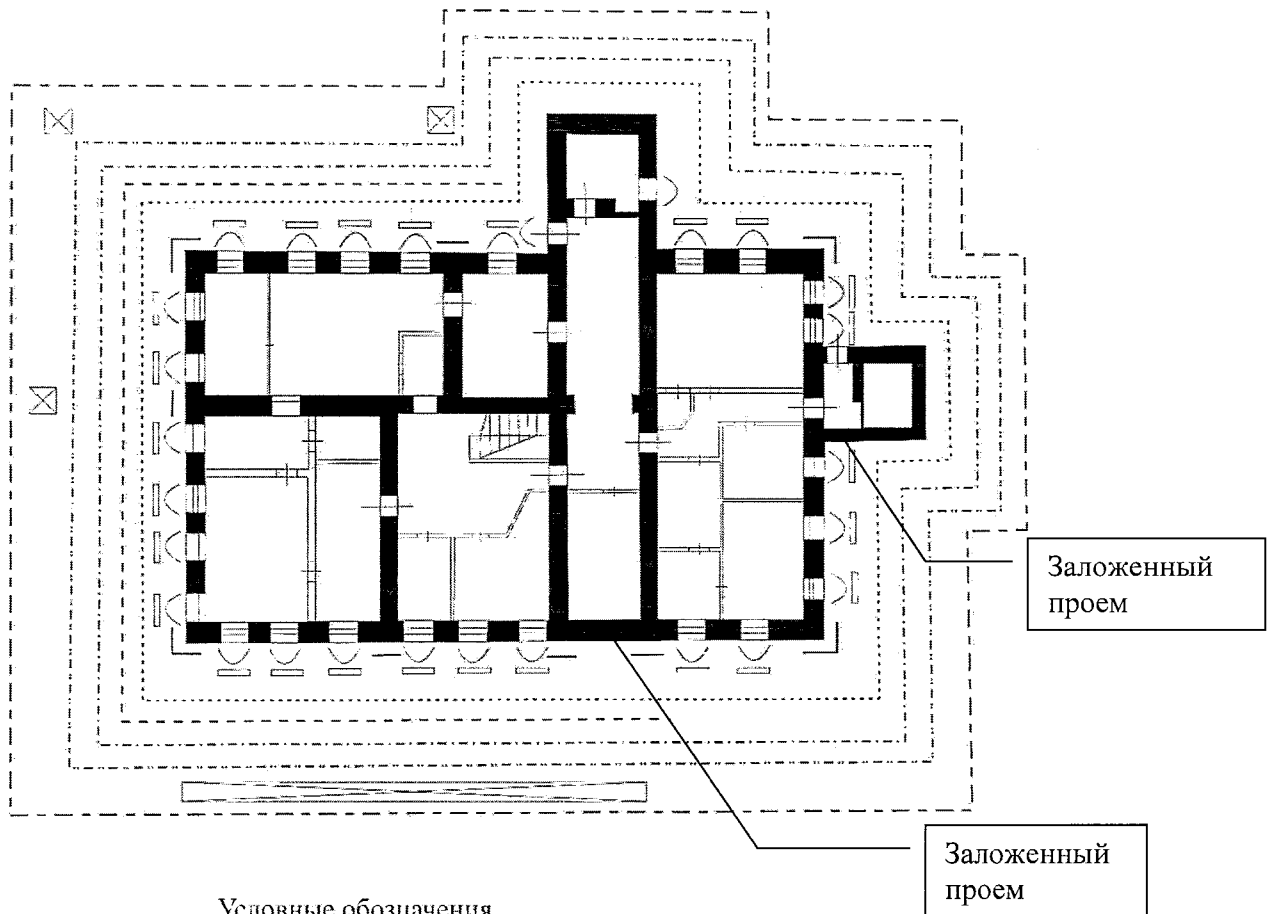 Заложенный
проем
Заложенный
проем
Условные обозначения